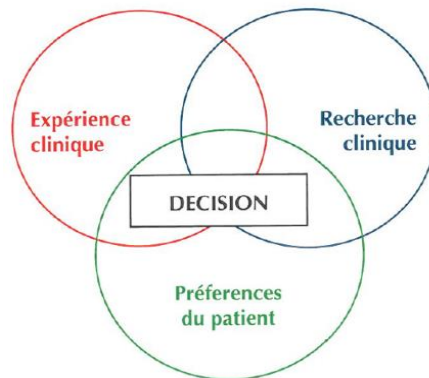 Expérience
clinique
Recherche
clinique
DECISION
Préferences
du patient